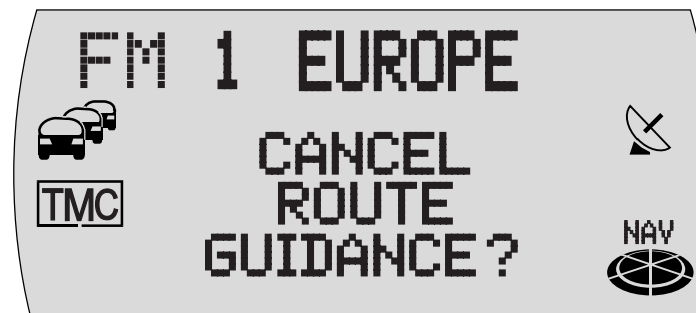 FM 1 EUROPE
CANCEL
TMC
ROUTE
GUIDANCE?
NAV